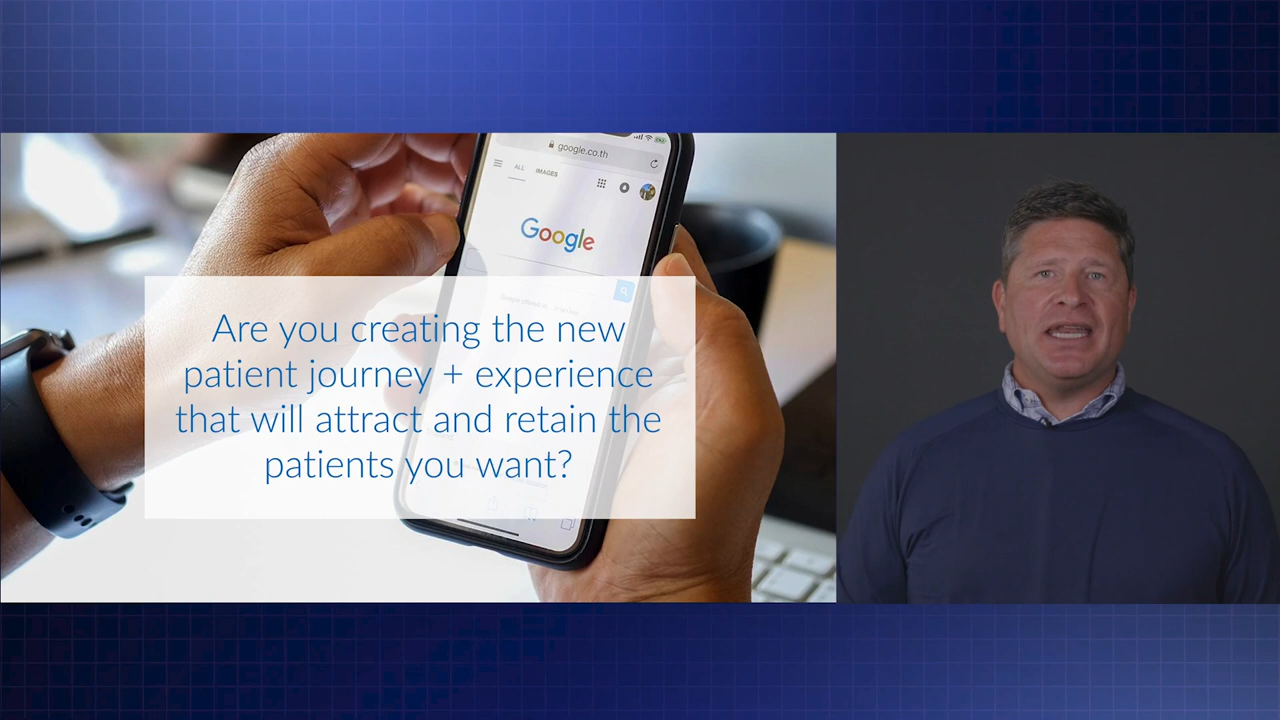 google.co.th
ALL IMAGES
Google
Are you creating the new
patient journey + experience
that will attract and retain the
patients you want?